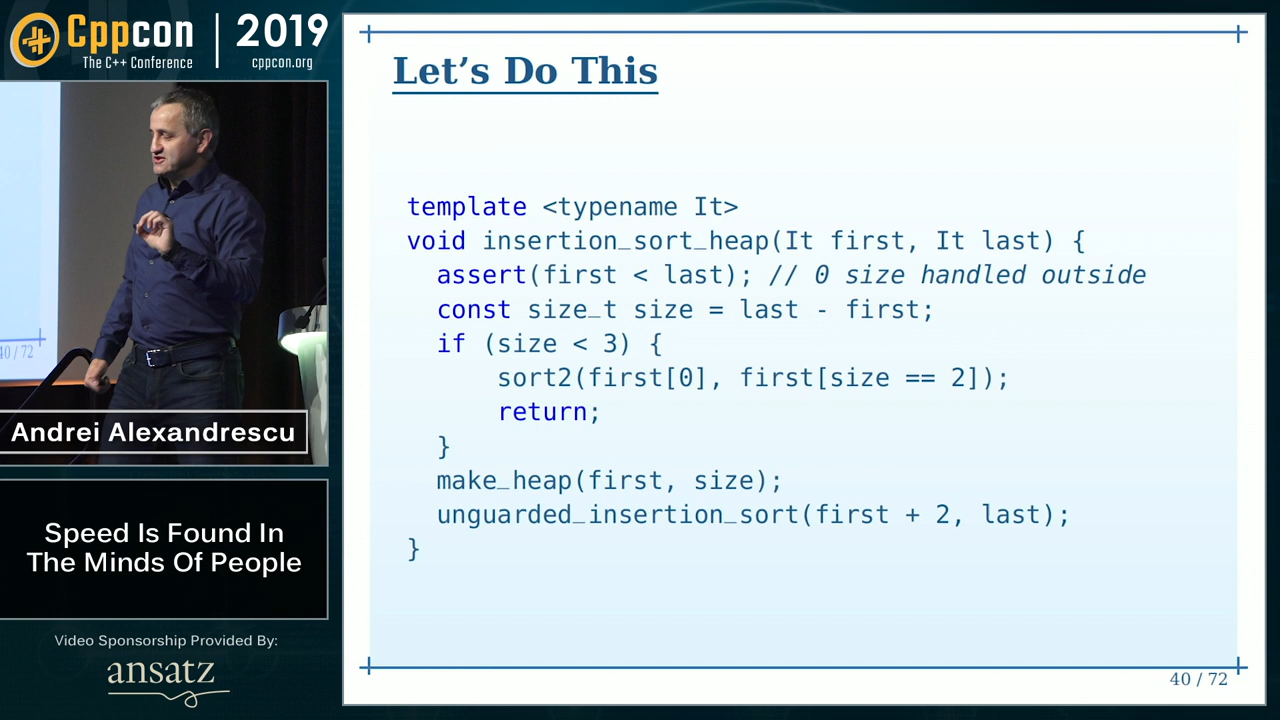 Cppcon
The C++ Conference
2019
cppcon.org
40 / 72
Andrei Alexandrescu
Speed Is Found In
The Minds Of People
Video Sponsorship Provided By:
ansatz
Let’s Do This
template <typename It>
void insertion_sort_heap(It first, It last) {
  assert(first < last); // 0 size handled outside
  const size_t size = last - first;
  if (size < 3) {
      sort2(first[0], first[size == 2]);
      return;
  }
  make_heap(first, size);
  unguarded_insertion_sort(first + 2, last);
}
40 / 72